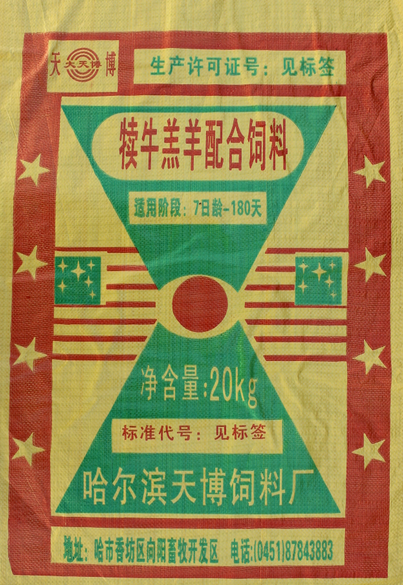 天 大天博 博
生产许可证号：见标签
犊牛羔羊配合饲料
适用阶段：7日龄-180天
净含量：20kg
标准代号：见标签
哈尔滨天博饲料厂
地址：哈市香坊区向阳畜牧开发区 电话：(0451)87843883